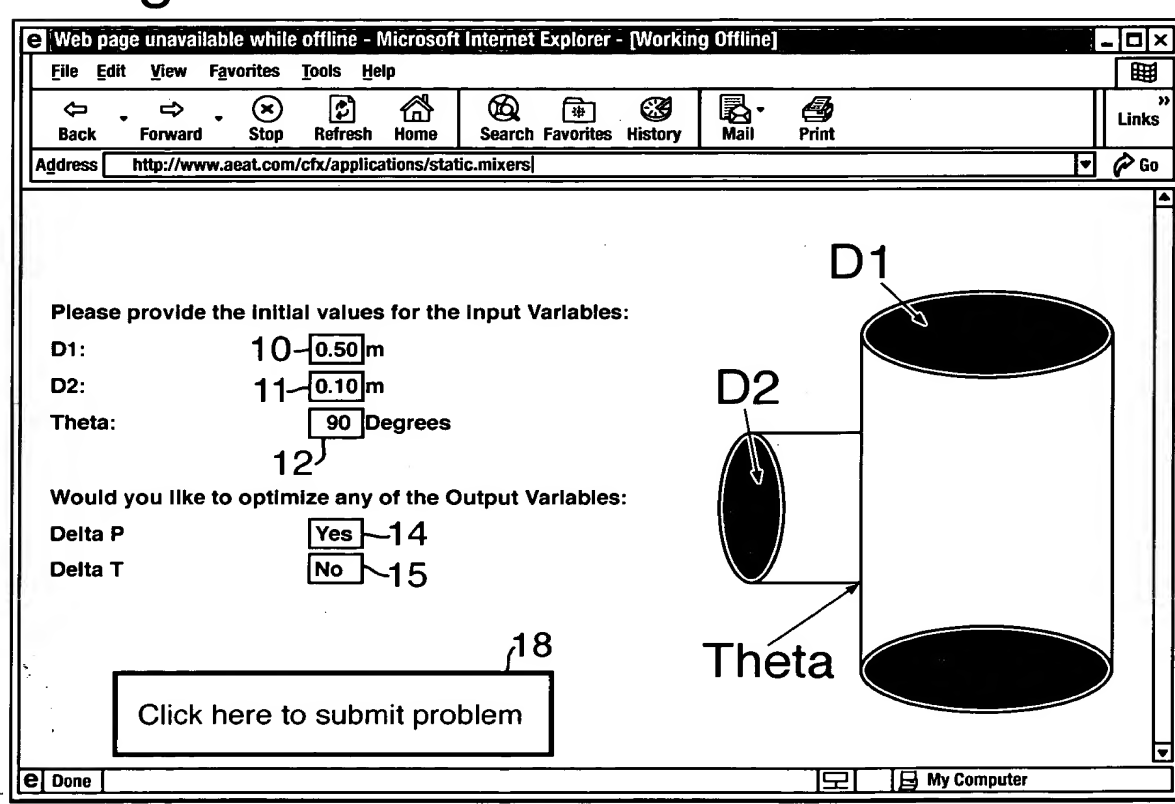 e Web page unavailable while offline - Microsoft Internet Explorer - [Working Offline]
File Edit View Favorites Tools Help
Back Forward Stop Refresh Home Search Favorites History Mail Print Links »
Address http://www.aeat.com/cfx/applications/static.mixers Go
D1
Please provide the initial values for the Input Variables:
D1: 10 0.50 m
D2: 11 0.10 m
D2
Theta: 90 Degrees
12
Would you like to optimize any of the Output Variables:
Delta P Yes 14
Delta T No 15
Theta
18
Click here to submit problem
e Done My Computer